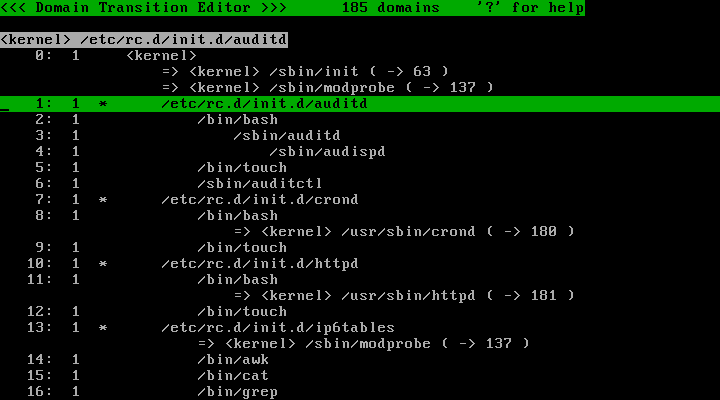 <<< Domain Transition Editor >>>      185 domains    '?' for help
<kernel> /etc/rc.d/init.d/auditd
0:  1     <kernel>
=> <kernel> /sbin/init ( -> 63 )
=> <kernel> /sbin/modprobe ( -> 137 )
1:  1  *      /etc/rc.d/init.d/auditd
2:  1             /bin/bash
3:  1                 /sbin/auditd
4:  1                     /sbin/audispd
5:  1             /bin/touch
6:  1             /sbin/auditctl
7:  1  *      /etc/rc.d/init.d/crond
8:  1             /bin/bash
=> <kernel> /usr/sbin/crond ( -> 180 )
9:  1             /bin/touch
10:  1  *      /etc/rc.d/init.d/httpd
11:  1             /bin/bash
=> <kernel> /usr/sbin/httpd ( -> 181 )
12:  1             /bin/touch
13:  1  *      /etc/rc.d/init.d/ip6tables
=> <kernel> /sbin/modprobe ( -> 137 )
14:  1             /bin/awk
15:  1             /bin/cat
16:  1             /bin/grep